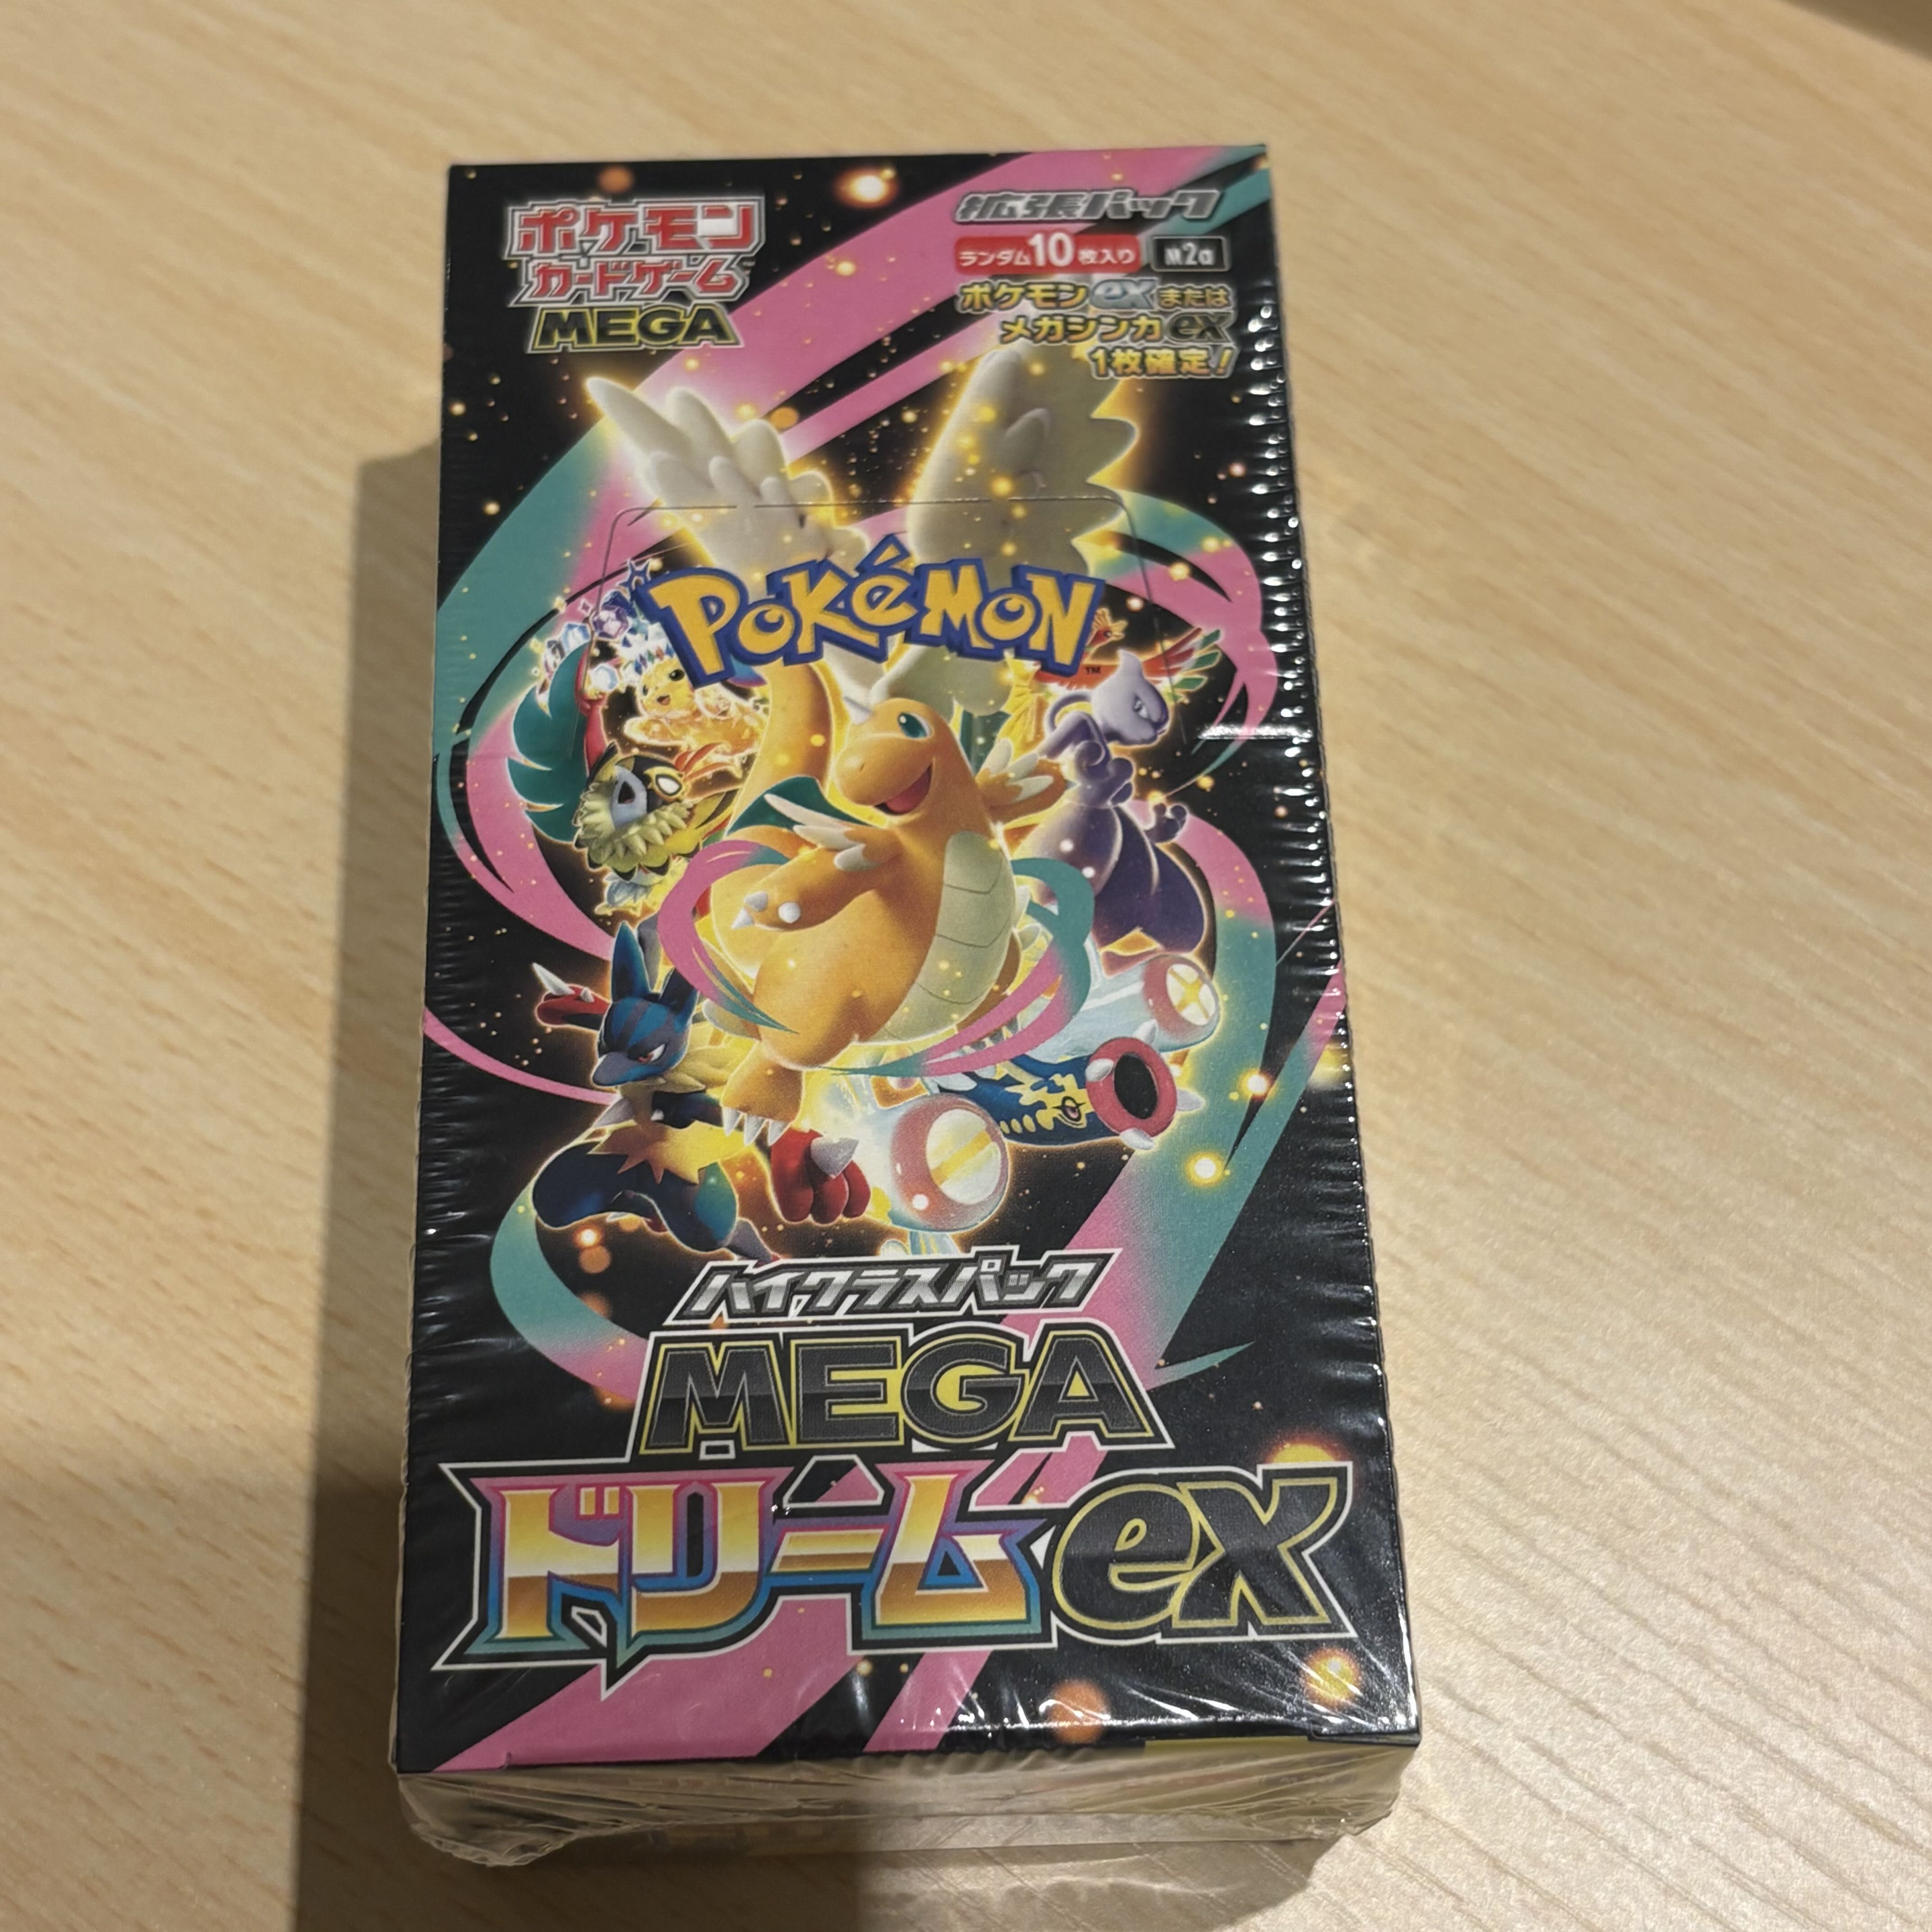 ポケモン
カードゲーム
MEGA
拡張パック
ランダム10枚入り M2a
ポケモンexまたは
メガシンカex
1枚確定!
POKéMON
TM
ハイクラスパック
MEGA
ドリームex